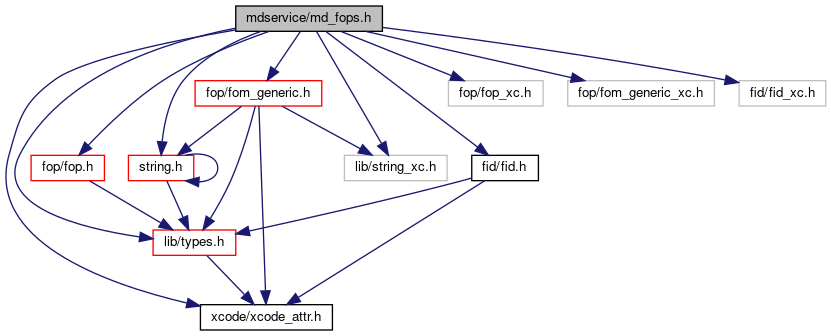 mdservice/md_fops.h
fop/fom_generic.h
fop/fop_xc.h
fop/fom_generic_xc.h
fid/fid_xc.h
fop/fop.h
string.h
lib/string_xc.h
fid/fid.h
lib/types.h
xcode/xcode_attr.h